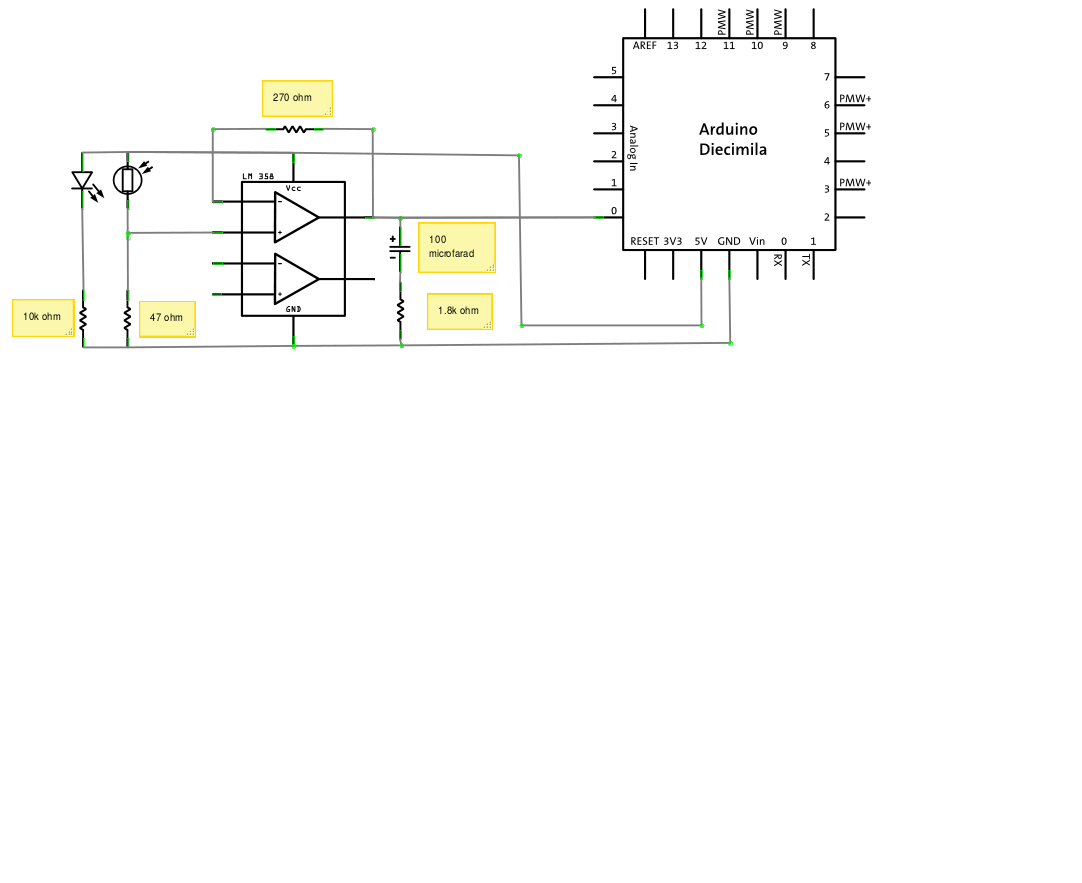 PMW
PMW
PMW
AREF 13 12 11 10 9 8
5
4
3
2
1
0
Analog In
Arduino
Diecimila
7
6
PMW+
5
PMW+
4
3
PMW+
2
RESET 3V3 5V GND Vin 0 1
RX
TX
270 ohm
LM 358
Vcc
-
+
-
+
GND
+
-
100
microfarad
10k ohm
47 ohm
1.8k ohm